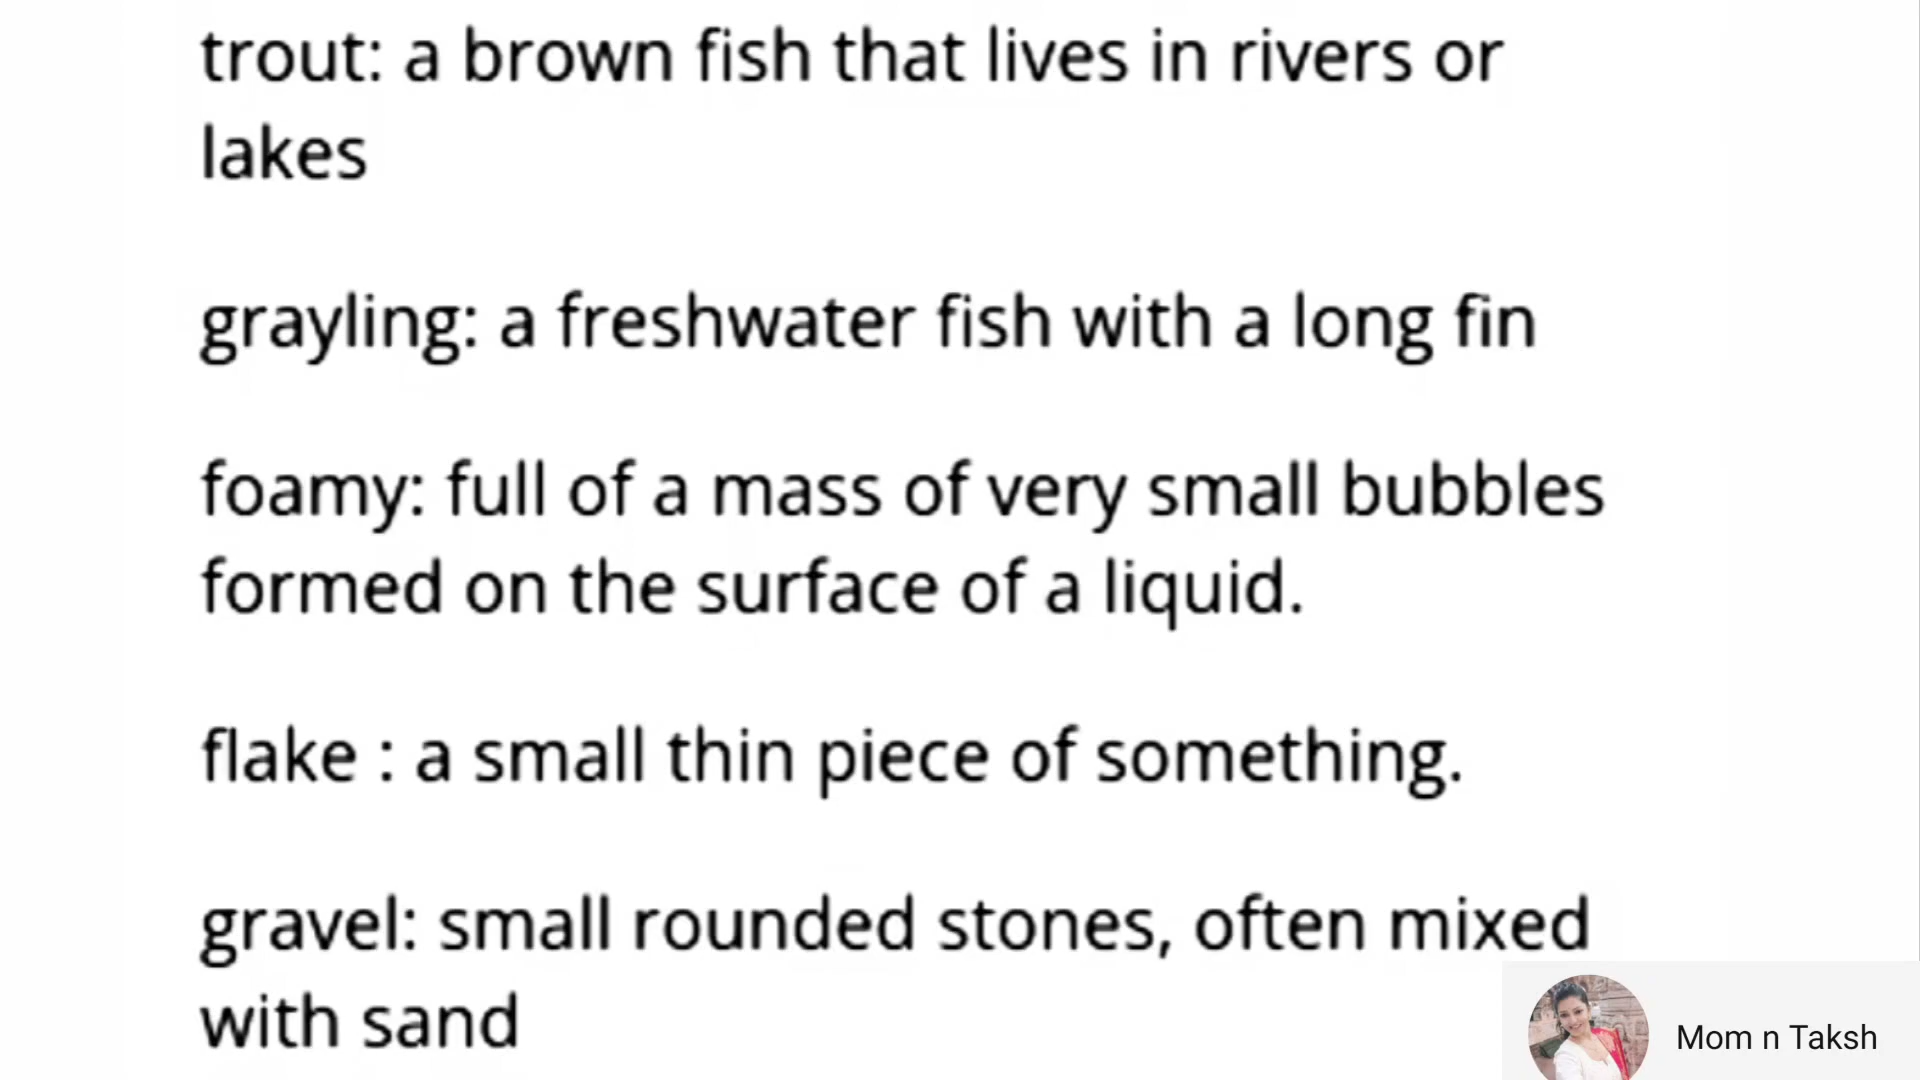 trout: a brown fish that lives in rivers or
lakes
grayling: a freshwater fish with a long fin
foamy: full of a mass of very small bubbles
formed on the surface of a liquid.
flake : a small thin piece of something.
gravel: small rounded stones, often mixed
with sand
Mom n Taksh